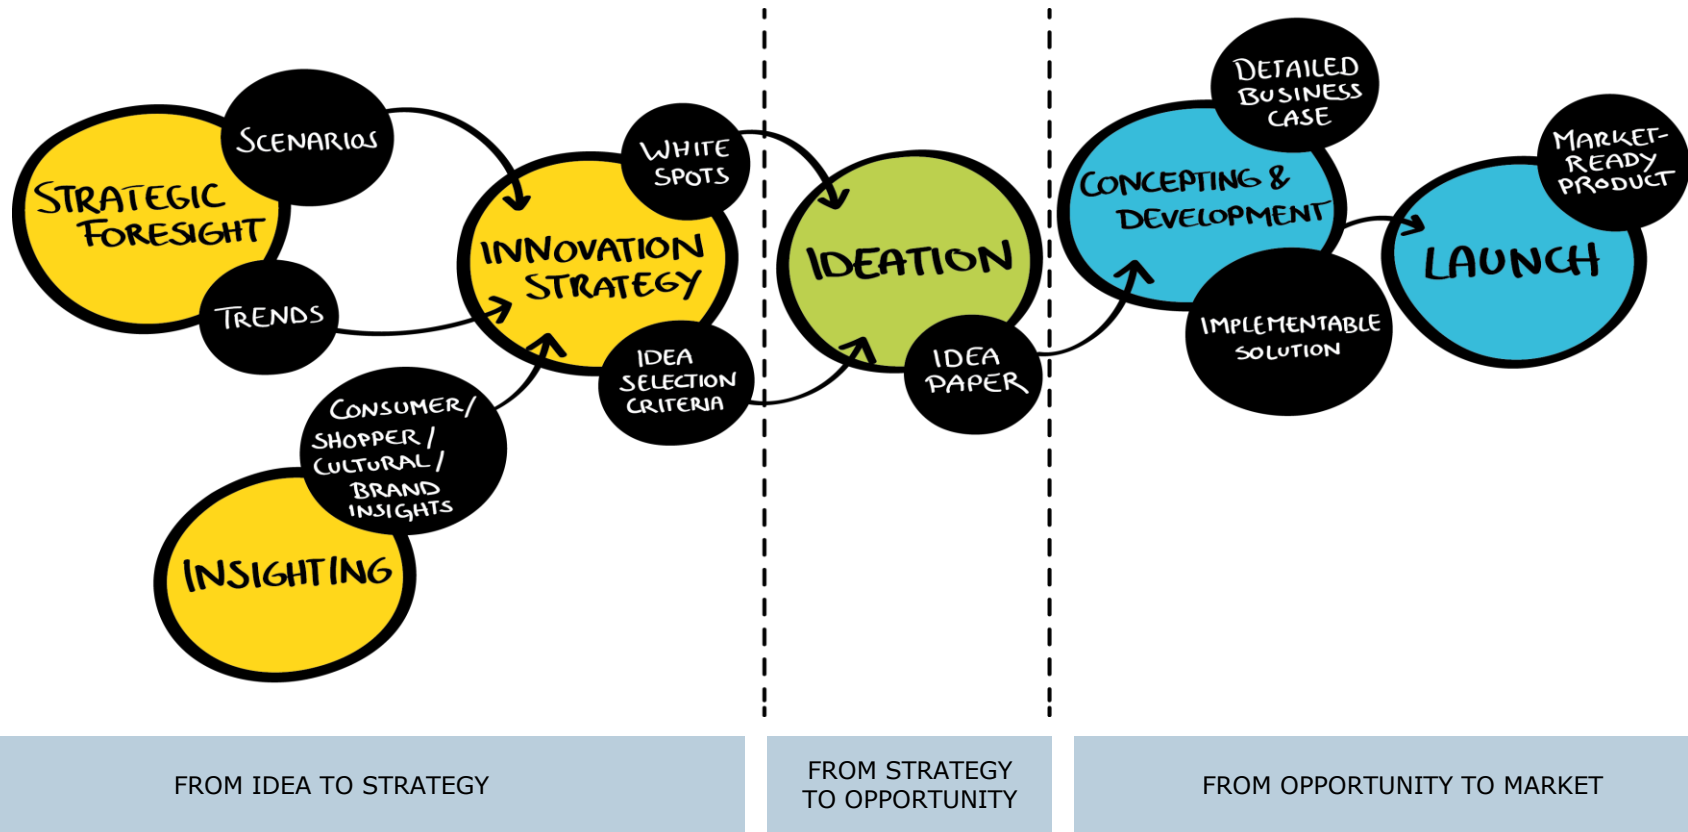 SCENARIOS
STRATEGIC
FORESIGHT
TRENDS
CONSUMER/
SHOPPER/
CULTURAL/
BRAND
INSIGHTS
INSIGHTING
WHITE
SPOTS
INNOVATION
STRATEGY
IDEA
SELECTION
CRITERIA
IDEATION
IDEA
PAPER
DETAILED
BUSINESS
CASE
CONCEPTING &
DEVELOPMENT
IMPLEMENTABLE
SOLUTION
MARKET-
READY
PRODUCT
LAUNCH
FROM IDEA TO STRATEGY
FROM STRATEGY
TO OPPORTUNITY
FROM OPPORTUNITY TO MARKET